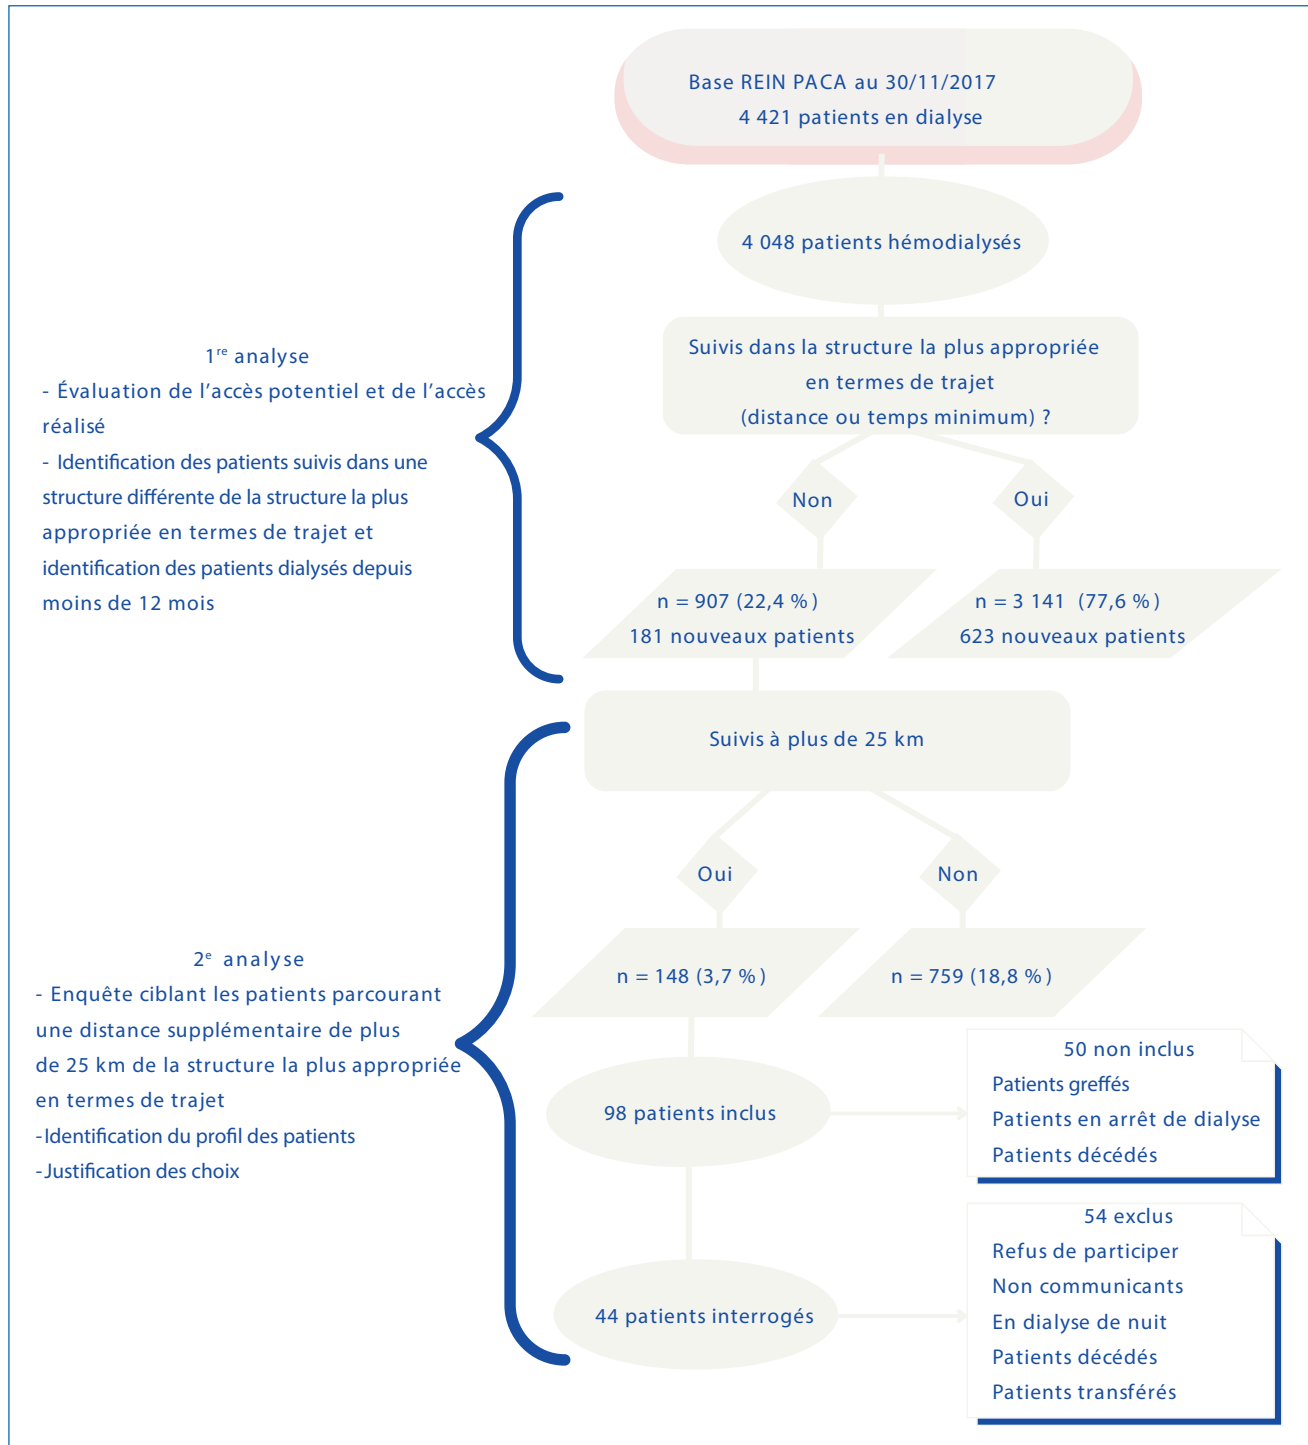 Base REIN PACA au 30/11/2017
4 421 patients en dialyse
4 048 patients hémodialysés
Suivis dans la structure la plus appropriée
en termes de trajet
(distance ou temps minimum) ?
Non
Oui
n = 907 (22,4 %)
181 nouveaux patients
n = 3 141 (77,6 %)
623 nouveaux patients
1re analyse
- Évaluation de l'accès potentiel et de l'accès
réalisé
- Identification des patients suivis dans une
structure différente de la structure la plus
appropriée en termes de trajet et
identification des patients dialysés depuis
moins de 12 mois
Suivis à plus de 25 km
Oui
Non
n = 148 (3,7 %)
n = 759 (18,8 %)
2e analyse
- Enquête ciblant les patients parcourant
une distance supplémentaire de plus
de 25 km de la structure la plus appropriée
en termes de trajet
-Identification du profil des patients
-Justification des choix
98 patients inclus
50 non inclus
Patients greffés
Patients en arrêt de dialyse
Patients décédés
44 patients interrogés
54 exclus
Refus de participer
Non communicants
En dialyse de nuit
Patients décédés
Patients transférés